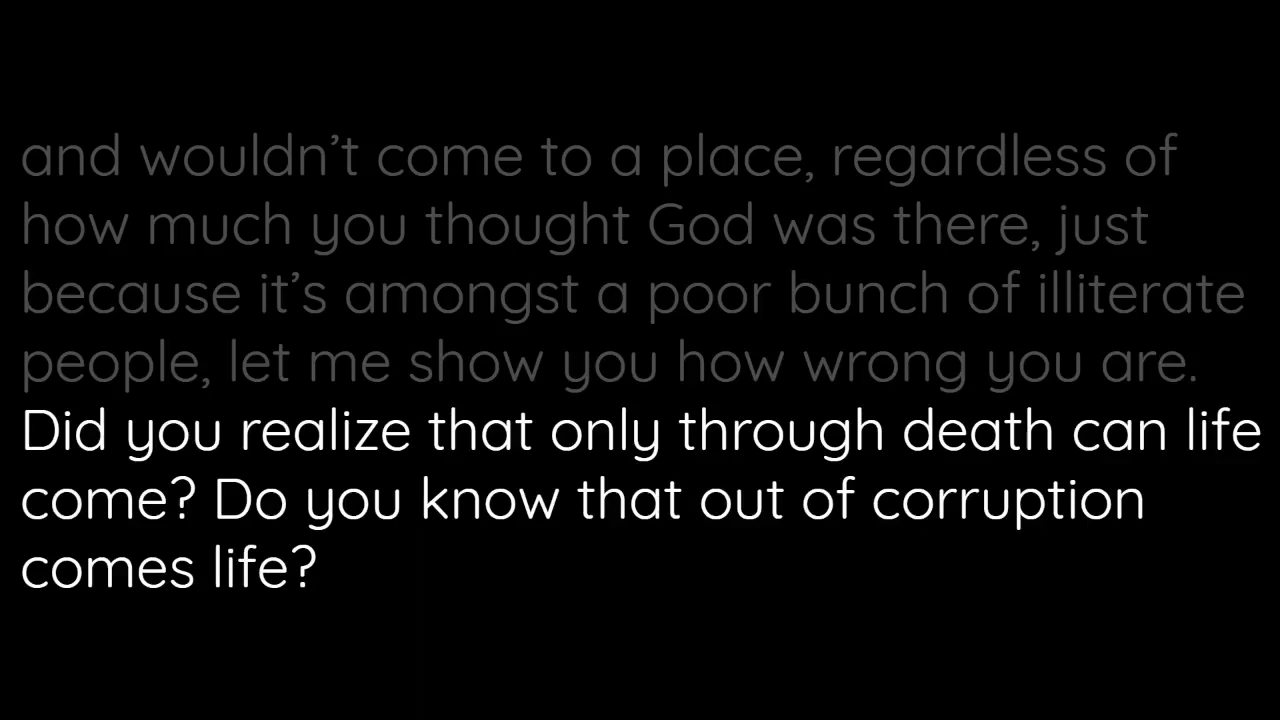 and wouldn’t come to a place, regardless of
how much you thought God was there, just
because it’s amongst a poor bunch of illiterate
people, let me show you how wrong you are.
Did you realize that only through death can life
come? Do you know that out of corruption
comes life?